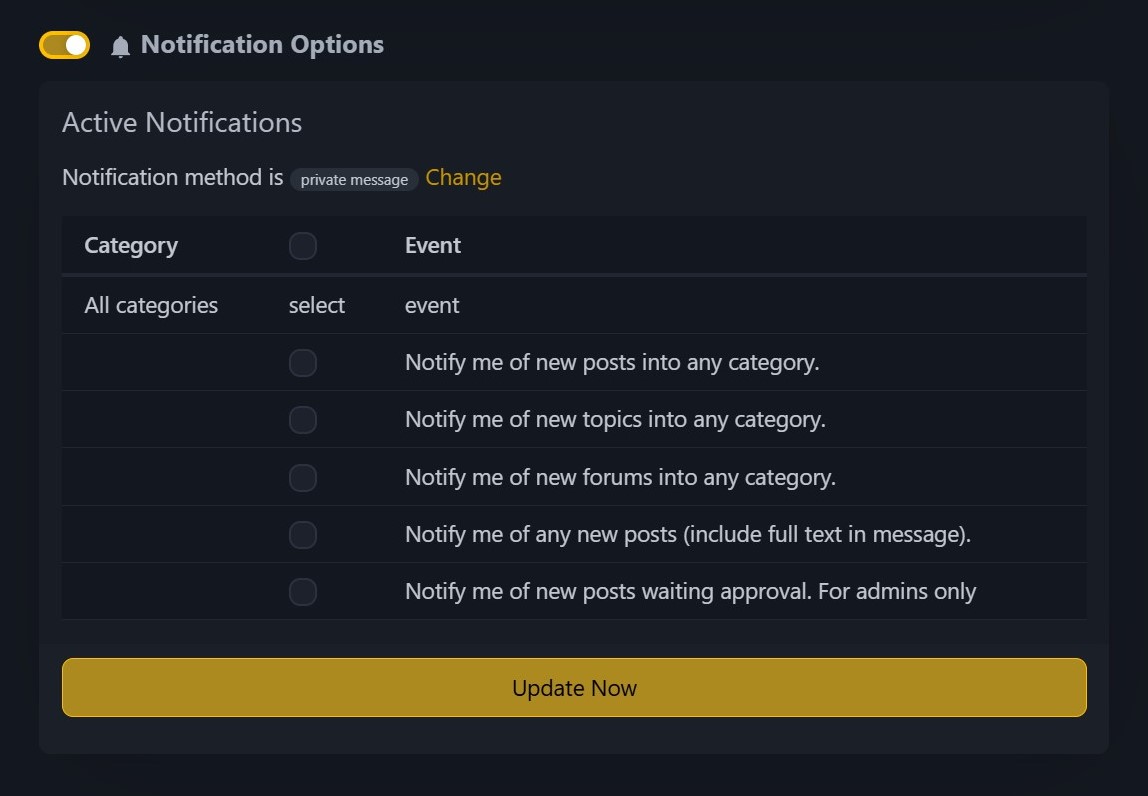 Notification Options
Active Notifications
Notification method is private message Change
Category Event
All categories select event
Notify me of new posts into any category.
Notify me of new topics into any category.
Notify me of new forums into any category.
Notify me of any new posts (include full text in message).
Notify me of new posts waiting approval. For admins only
Update Now